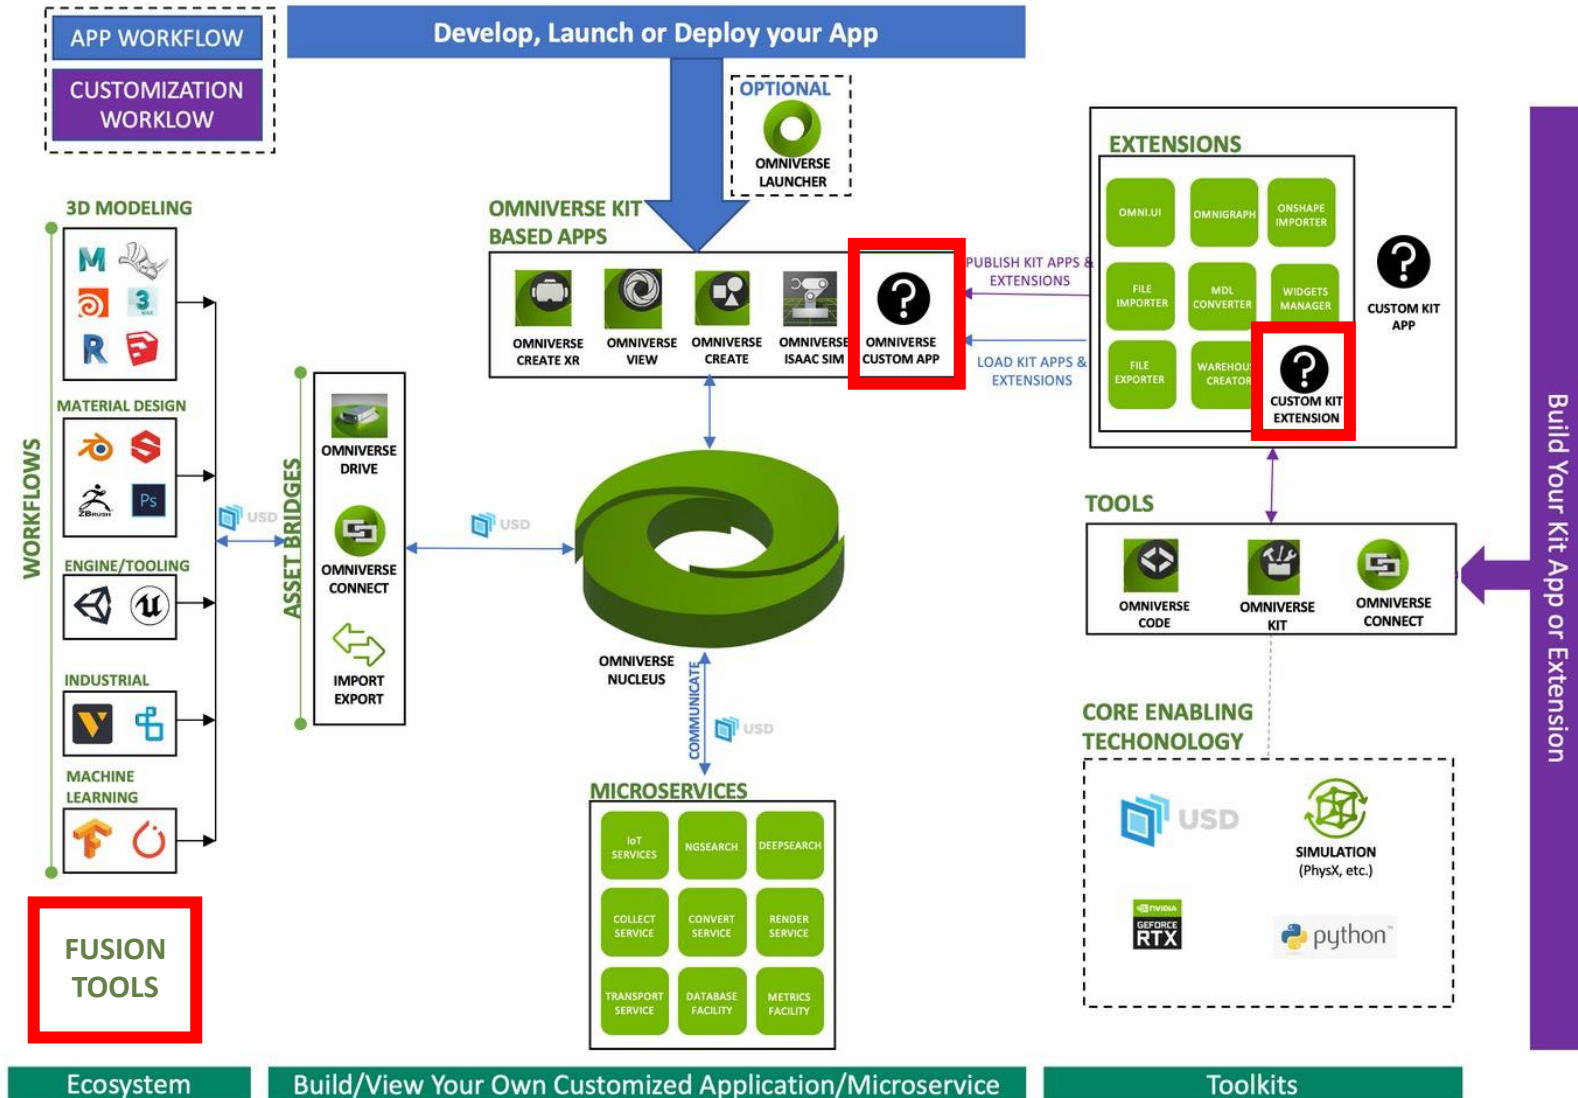 APP WORKFLOW
CUSTOMIZATION
WORKLOW
Develop, Launch or Deploy your App
OPTIONAL
OMNIVERSE
LAUNCHER
3D MODELING
M
3
MAX
R
MATERIAL DESIGN
S
ZBRUSH
Ps
ENGINE/TOOLING
INDUSTRIAL
MACHINE
LEARNING
WORKFLOWS
FUSION
TOOLS
USD
ASSET BRIDGES
OMNIVERSE
DRIVE
OMNIVERSE
CONNECT
IMPORT
EXPORT
USD
OMNIVERSE KIT
BASED APPS
OMNIVERSE
CREATE XR
OMNIVERSE
VIEW
OMNIVERSE
CREATE
OMNIVERSE
ISAAC SIM
?
OMNIVERSE
CUSTOM APP
PUBLISH KIT APPS &
EXTENSIONS
LOAD KIT APPS &
EXTENSIONS
OMNIVERSE
NUCLEUS
COMMUNICATE
USD
MICROSERVICES
IoT
SERVICES
NGSEARCH
DEEPSEARCH
COLLECT
SERVICE
CONVERT
SERVICE
RENDER
SERVICE
TRANSPORT
SERVICE
DATABASE
FACILITY
METRICS
FACILITY
EXTENSIONS
OMNI.UI
OMNIGRAPH
ONSHAPE
IMPORTER
FILE
IMPORTER
MDL
CONVERTER
WIDGETS
MANAGER
FILE
EXPORTER
WAREHOUS
CREATOR
?
CUSTOM KIT
EXTENSION
?
CUSTOM KIT
APP
TOOLS
OMNIVERSE
CODE
OMNIVERSE
KIT
OMNIVERSE
CONNECT
CORE ENABLING
TECHONOLOGY
USD
SIMULATION
(PhysX, etc.)
NVIDIA
GEFORCE
RTX
python™
Build Your Kit App or Extension
Ecosystem
Build/View Your Own Customized Application/Microservice
Toolkits